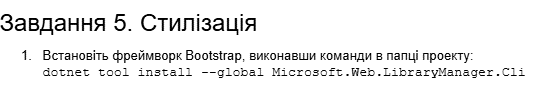 Завдання 5. Стилізація
1. Встановіть фреймворк Bootstrap, виконавши команди в папці проекту:
dotnet tool install --global Microsoft.Web.LibraryManager.Cli